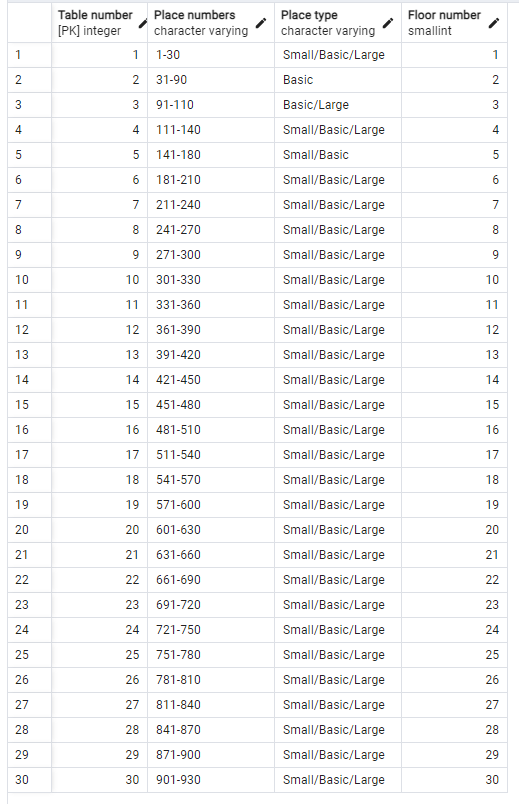 Table number Place numbers Place type Floor number
[PK] integer character varying character varying smallint
1 1 1-30 Small/Basic/Large 1
2 2 31-90 Basic 2
3 3 91-110 Basic/Large 3
4 4 111-140 Small/Basic/Large 4
5 5 141-180 Small/Basic 5
6 6 181-210 Small/Basic/Large 6
7 7 211-240 Small/Basic/Large 7
8 8 241-270 Small/Basic/Large 8
9 9 271-300 Small/Basic/Large 9
10 10 301-330 Small/Basic/Large 10
11 11 331-360 Small/Basic/Large 11
12 12 361-390 Small/Basic/Large 12
13 13 391-420 Small/Basic/Large 13
14 14 421-450 Small/Basic/Large 14
15 15 451-480 Small/Basic/Large 15
16 16 481-510 Small/Basic/Large 16
17 17 511-540 Small/Basic/Large 17
18 18 541-570 Small/Basic/Large 18
19 19 571-600 Small/Basic/Large 19
20 20 601-630 Small/Basic/Large 20
21 21 631-660 Small/Basic/Large 21
22 22 661-690 Small/Basic/Large 22
23 23 691-720 Small/Basic/Large 23
24 24 721-750 Small/Basic/Large 24
25 25 751-780 Small/Basic/Large 25
26 26 781-810 Small/Basic/Large 26
27 27 811-840 Small/Basic/Large 27
28 28 841-870 Small/Basic/Large 28
29 29 871-900 Small/Basic/Large 29
30 30 901-930 Small/Basic/Large 30